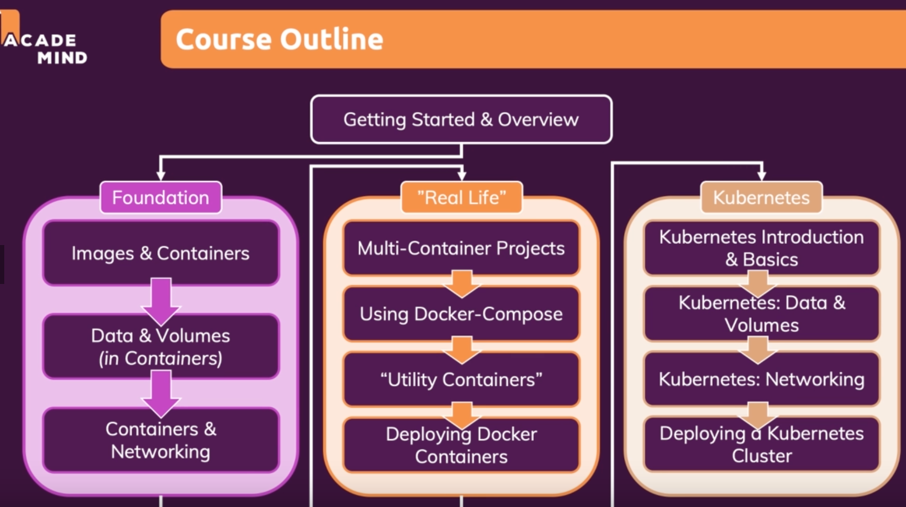 ACADE
MIND
Course Outline
Getting Started & Overview
Foundation
Images & Containers
Data & Volumes
(in Containers)
Containers &
Networking
"Real Life"
Multi-Container Projects
Using Docker-Compose
“Utility Containers”
Deploying Docker
Containers
Kubernetes
Kubernetes Introduction
& Basics
Kubernetes: Data &
Volumes
Kubernetes: Networking
Deploying a Kubernetes
Cluster